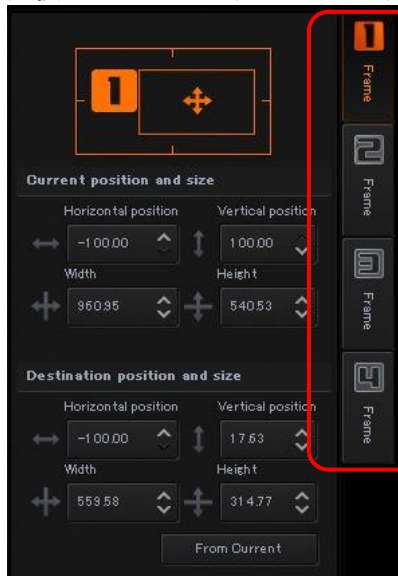 1
1
Frame
2
Frame
3
Frame
4
Frame
Current position and size
Horizontal position Vertical position
-100.00 100.00
Width Height
960.95 540.53
Destination position and size
Horizontal position Vertical position
-100.00 17.63
Width Height
559.58 314.77
From Current